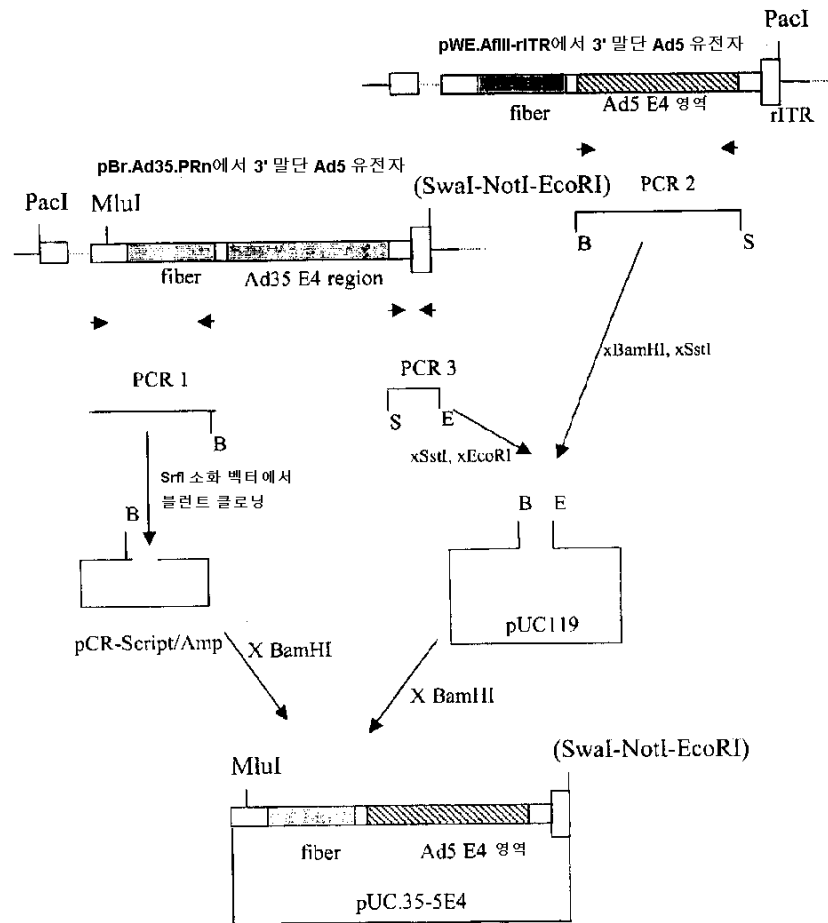 PacI
pWE.AflII-rITR에서 3' 말단 Ad5 유전자
fiber
Ad5 E4 영역
rITR
pBr.Ad35.PRn에서 3' 말단 Ad5 유전자
(SwaI-NotI-EcoRI)
PCR 2
PacI
MluI
B
S
fiber
Ad35 E4 region
xBamHI, xSstI
PCR 1
PCR 3
S
E
B
xSstI, xEcoRI
SrfI 소화 벡터에서
블런트 클로닝
B
B
E
pCR-Script/Amp
pUC119
X BamHI
X BamHI
(SwaI-NotI-EcoRI)
MluI
fiber
Ad5 E4 영역
pUC.35-5E4